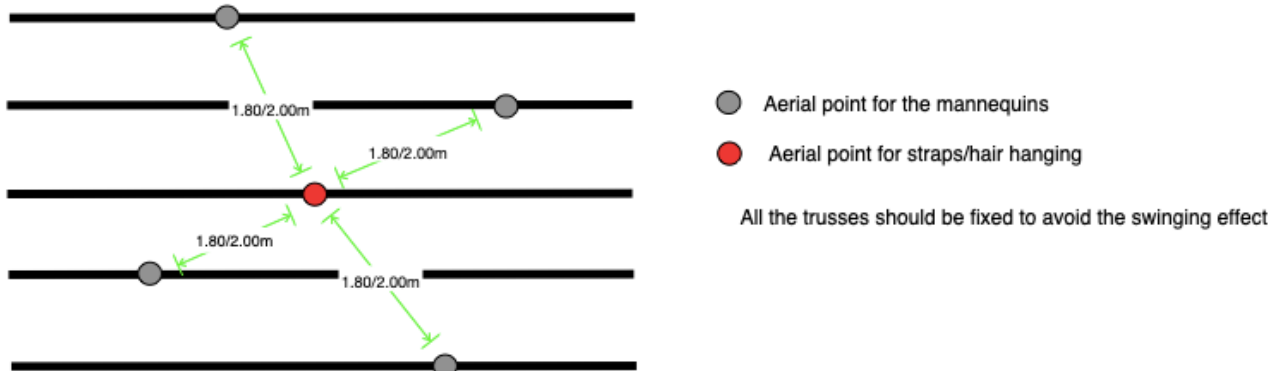 1.80/2.00m
Aerial point for the mannequins
1.80/2.00m
Aerial point for straps/hair hanging
All the trusses should be fixed to avoid the swinging effect
1.80/2.00m
1.80/2.00m